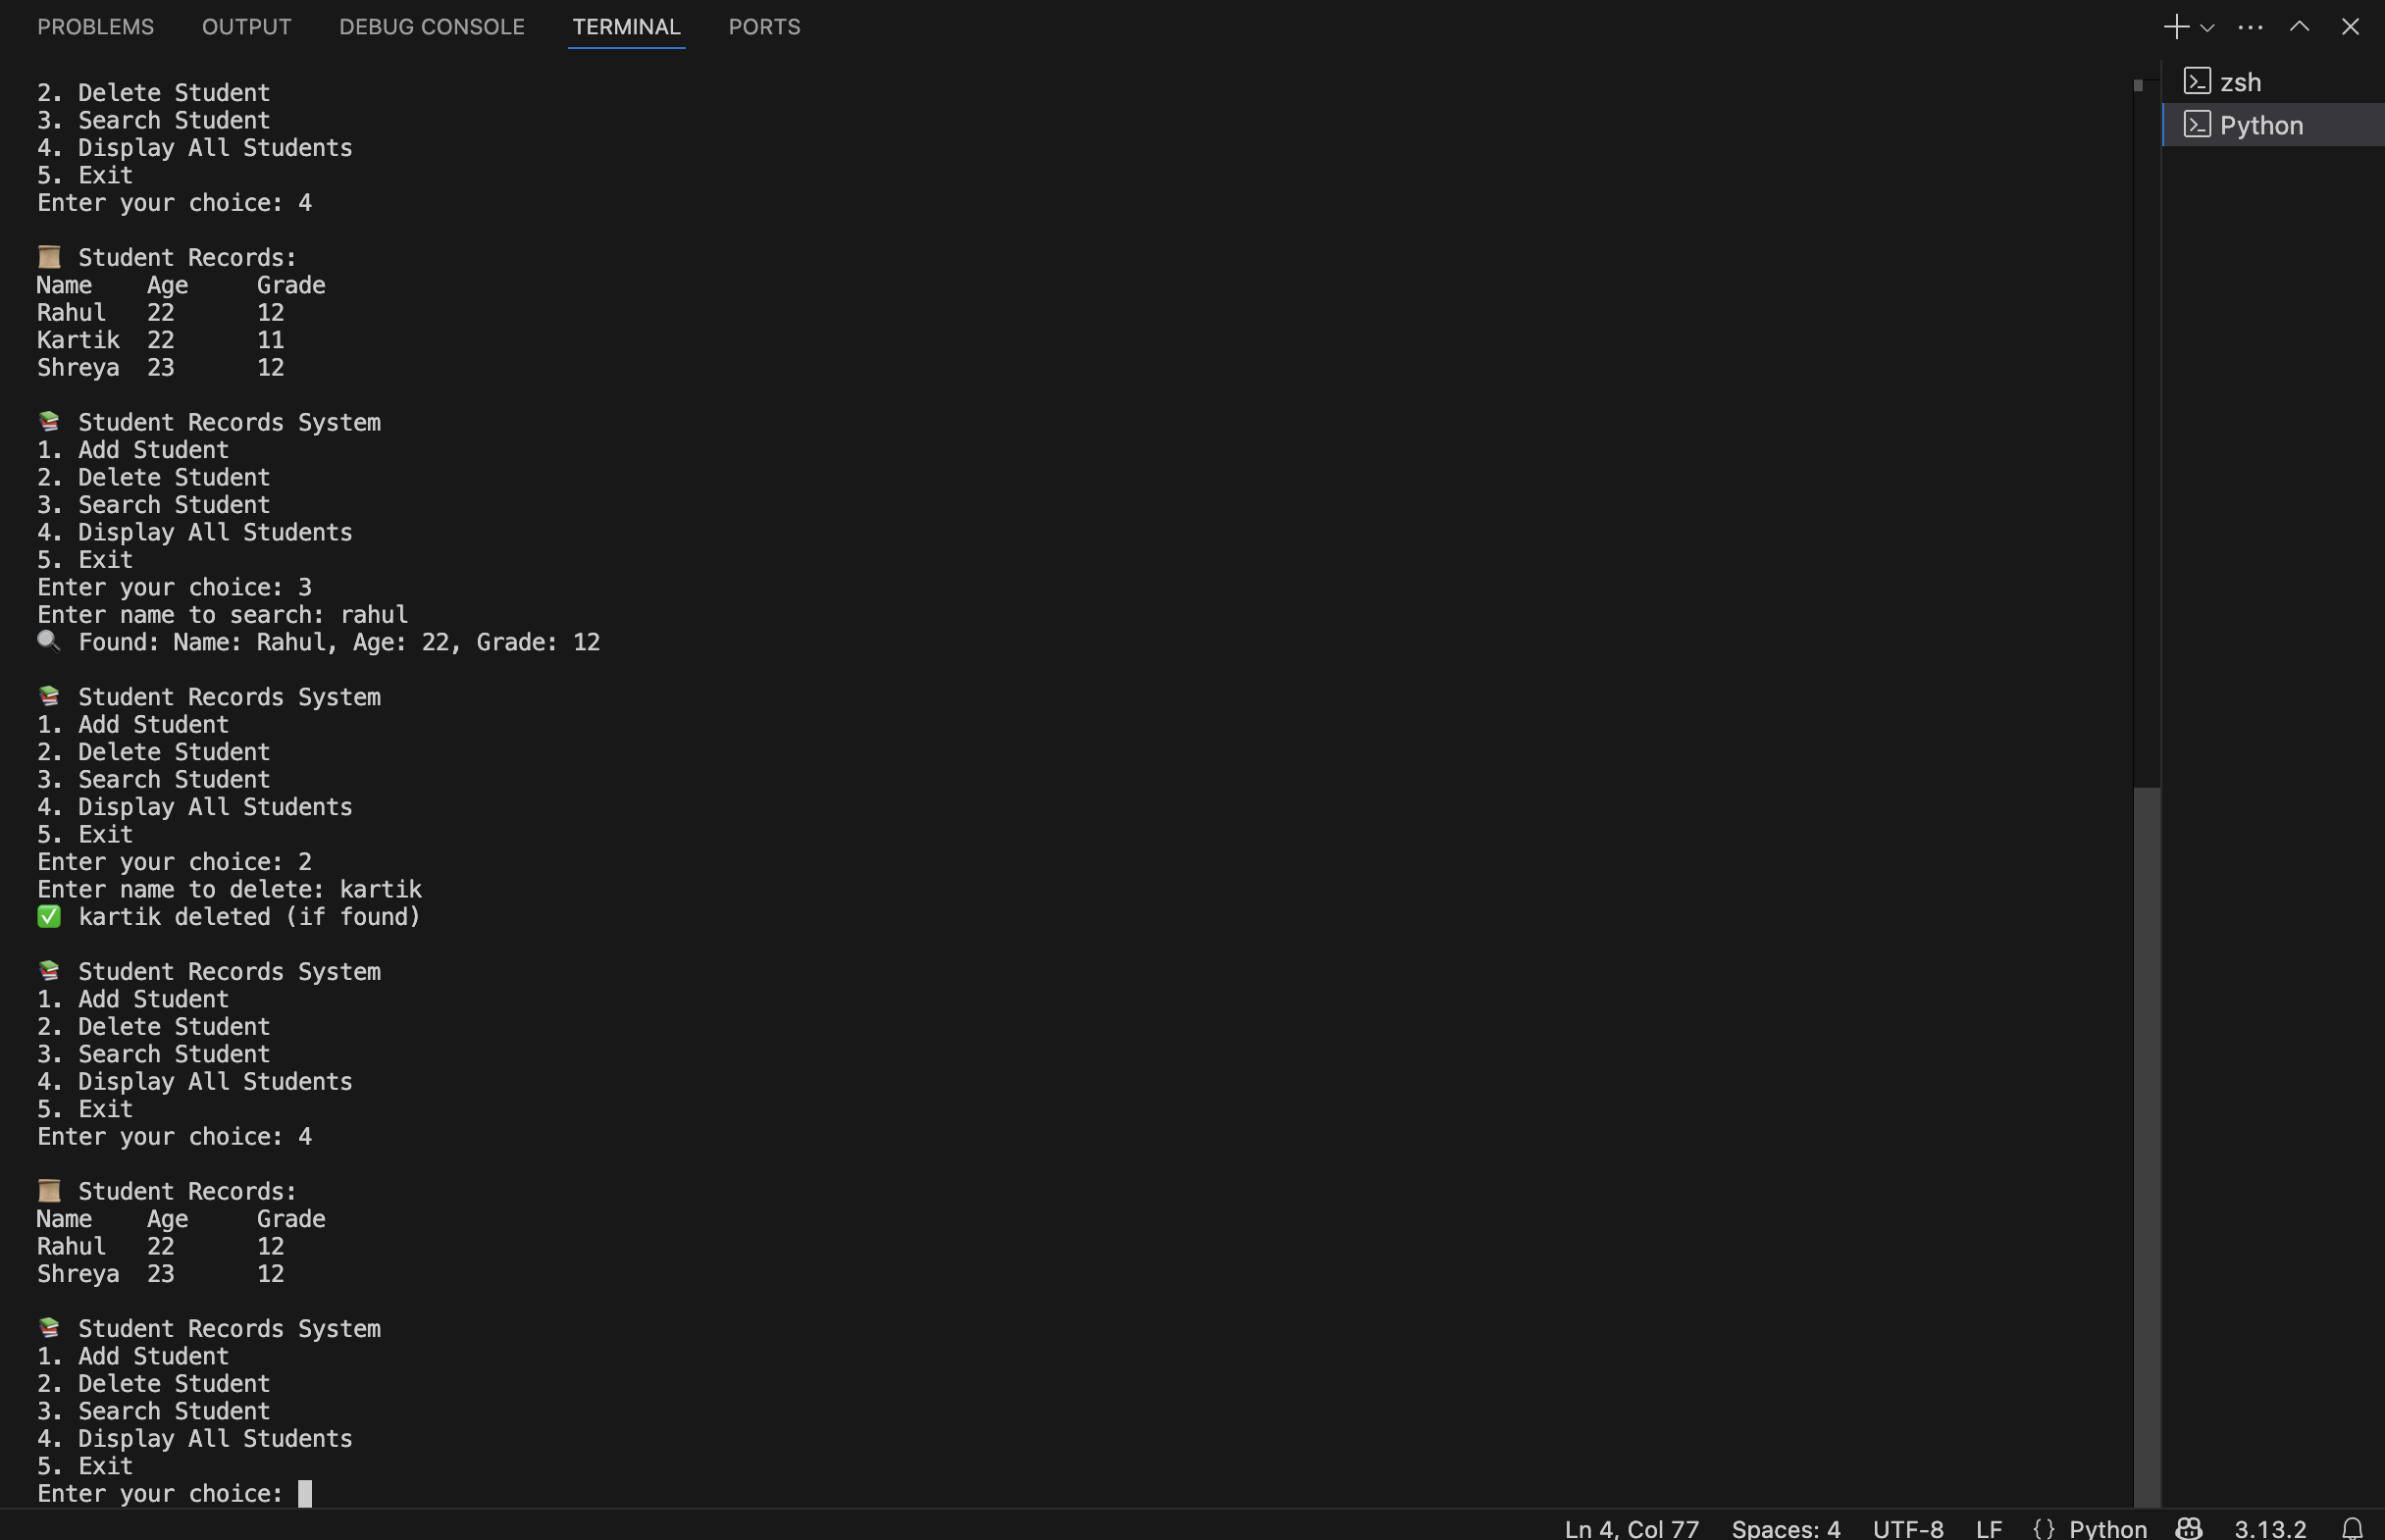 PROBLEMS OUTPUT DEBUG CONSOLE TERMINAL PORTS
zsh
Python
2. Delete Student
3. Search Student
4. Display All Students
5. Exit
Enter your choice: 4
📜 Student Records:
Name Age Grade
Rahul 22 12
Kartik 22 11
Shreya 23 12
📚 Student Records System
1. Add Student
2. Delete Student
3. Search Student
4. Display All Students
5. Exit
Enter your choice: 3
Enter name to search: rahul
🔍 Found: Name: Rahul, Age: 22, Grade: 12
📚 Student Records System
1. Add Student
2. Delete Student
3. Search Student
4. Display All Students
5. Exit
Enter your choice: 2
Enter name to delete: kartik
✅ kartik deleted (if found)
📚 Student Records System
1. Add Student
2. Delete Student
3. Search Student
4. Display All Students
5. Exit
Enter your choice: 4
📜 Student Records:
Name Age Grade
Rahul 22 12
Shreya 23 12
📚 Student Records System
1. Add Student
2. Delete Student
3. Search Student
4. Display All Students
5. Exit
Enter your choice:
Ln 4, Col 77 Spaces: 4 UTF-8 LF {} Python 3.13.2